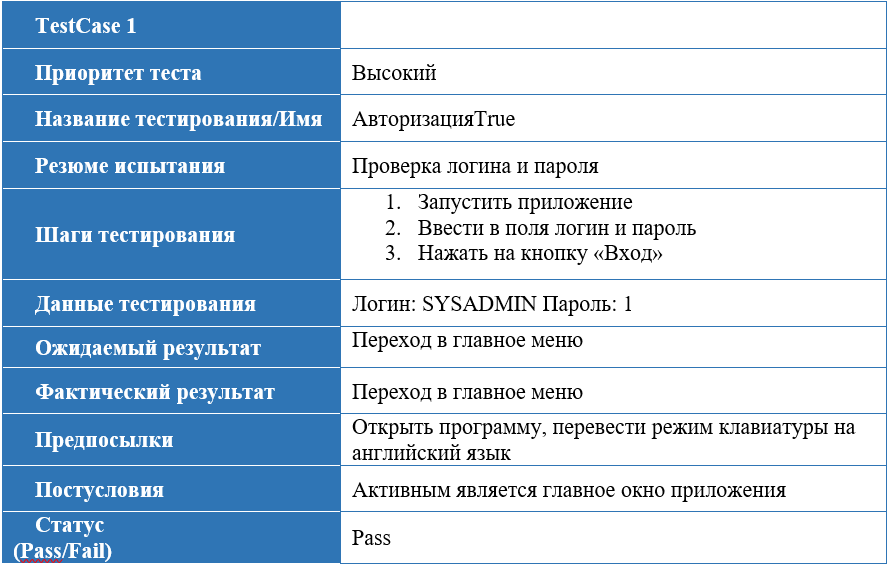 TestCase 1
Приоритет теста
Высокий
Название тестирования/Имя
АвторизацияTrue
Резюме испытания
Проверка логина и пароля
Шаги тестирования
1. Запустить приложение
2. Ввести в поля логин и пароль
3. Нажать на кнопку «Вход»
Данные тестирования
Логин: SYSADMIN Пароль: 1
Ожидаемый результат
Переход в главное меню
Фактический результат
Переход в главное меню
Предпосылки
Открыть программу, перевести режим клавиатуры на
английский язык
Постусловия
Активным является главное окно приложения
Статус
(Pass/Fail)
Pass